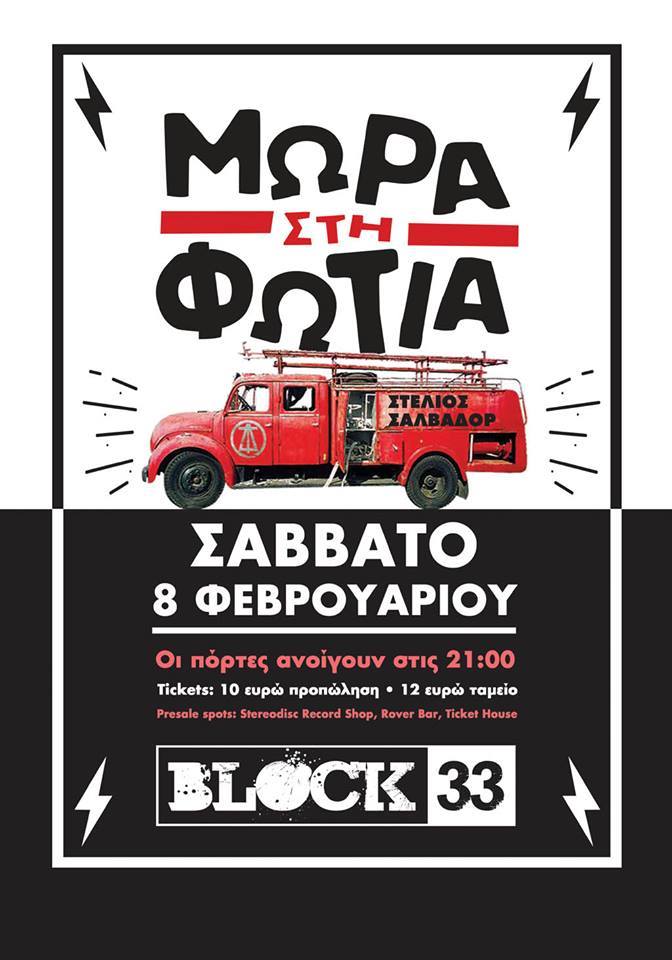 ΜΩΡΑ
ΣΤΗ
ΦΩΤΙΑ
ΣΤΕΛΙΟΣ
ΣΑΛΒΑΔΟΡ
ΣΑΒΒΑΤΟ
8 ΦΕΒΡΟΥΑΡΙΟΥ
Οι πόρτες ανοίγουν στις 21:00
Tickets: 10 ευρώ προπώληση • 12 ευρώ ταμείο
Presale spots: Stereodisc Record Shop, Rover Bar, Ticket House
BLOCK 33